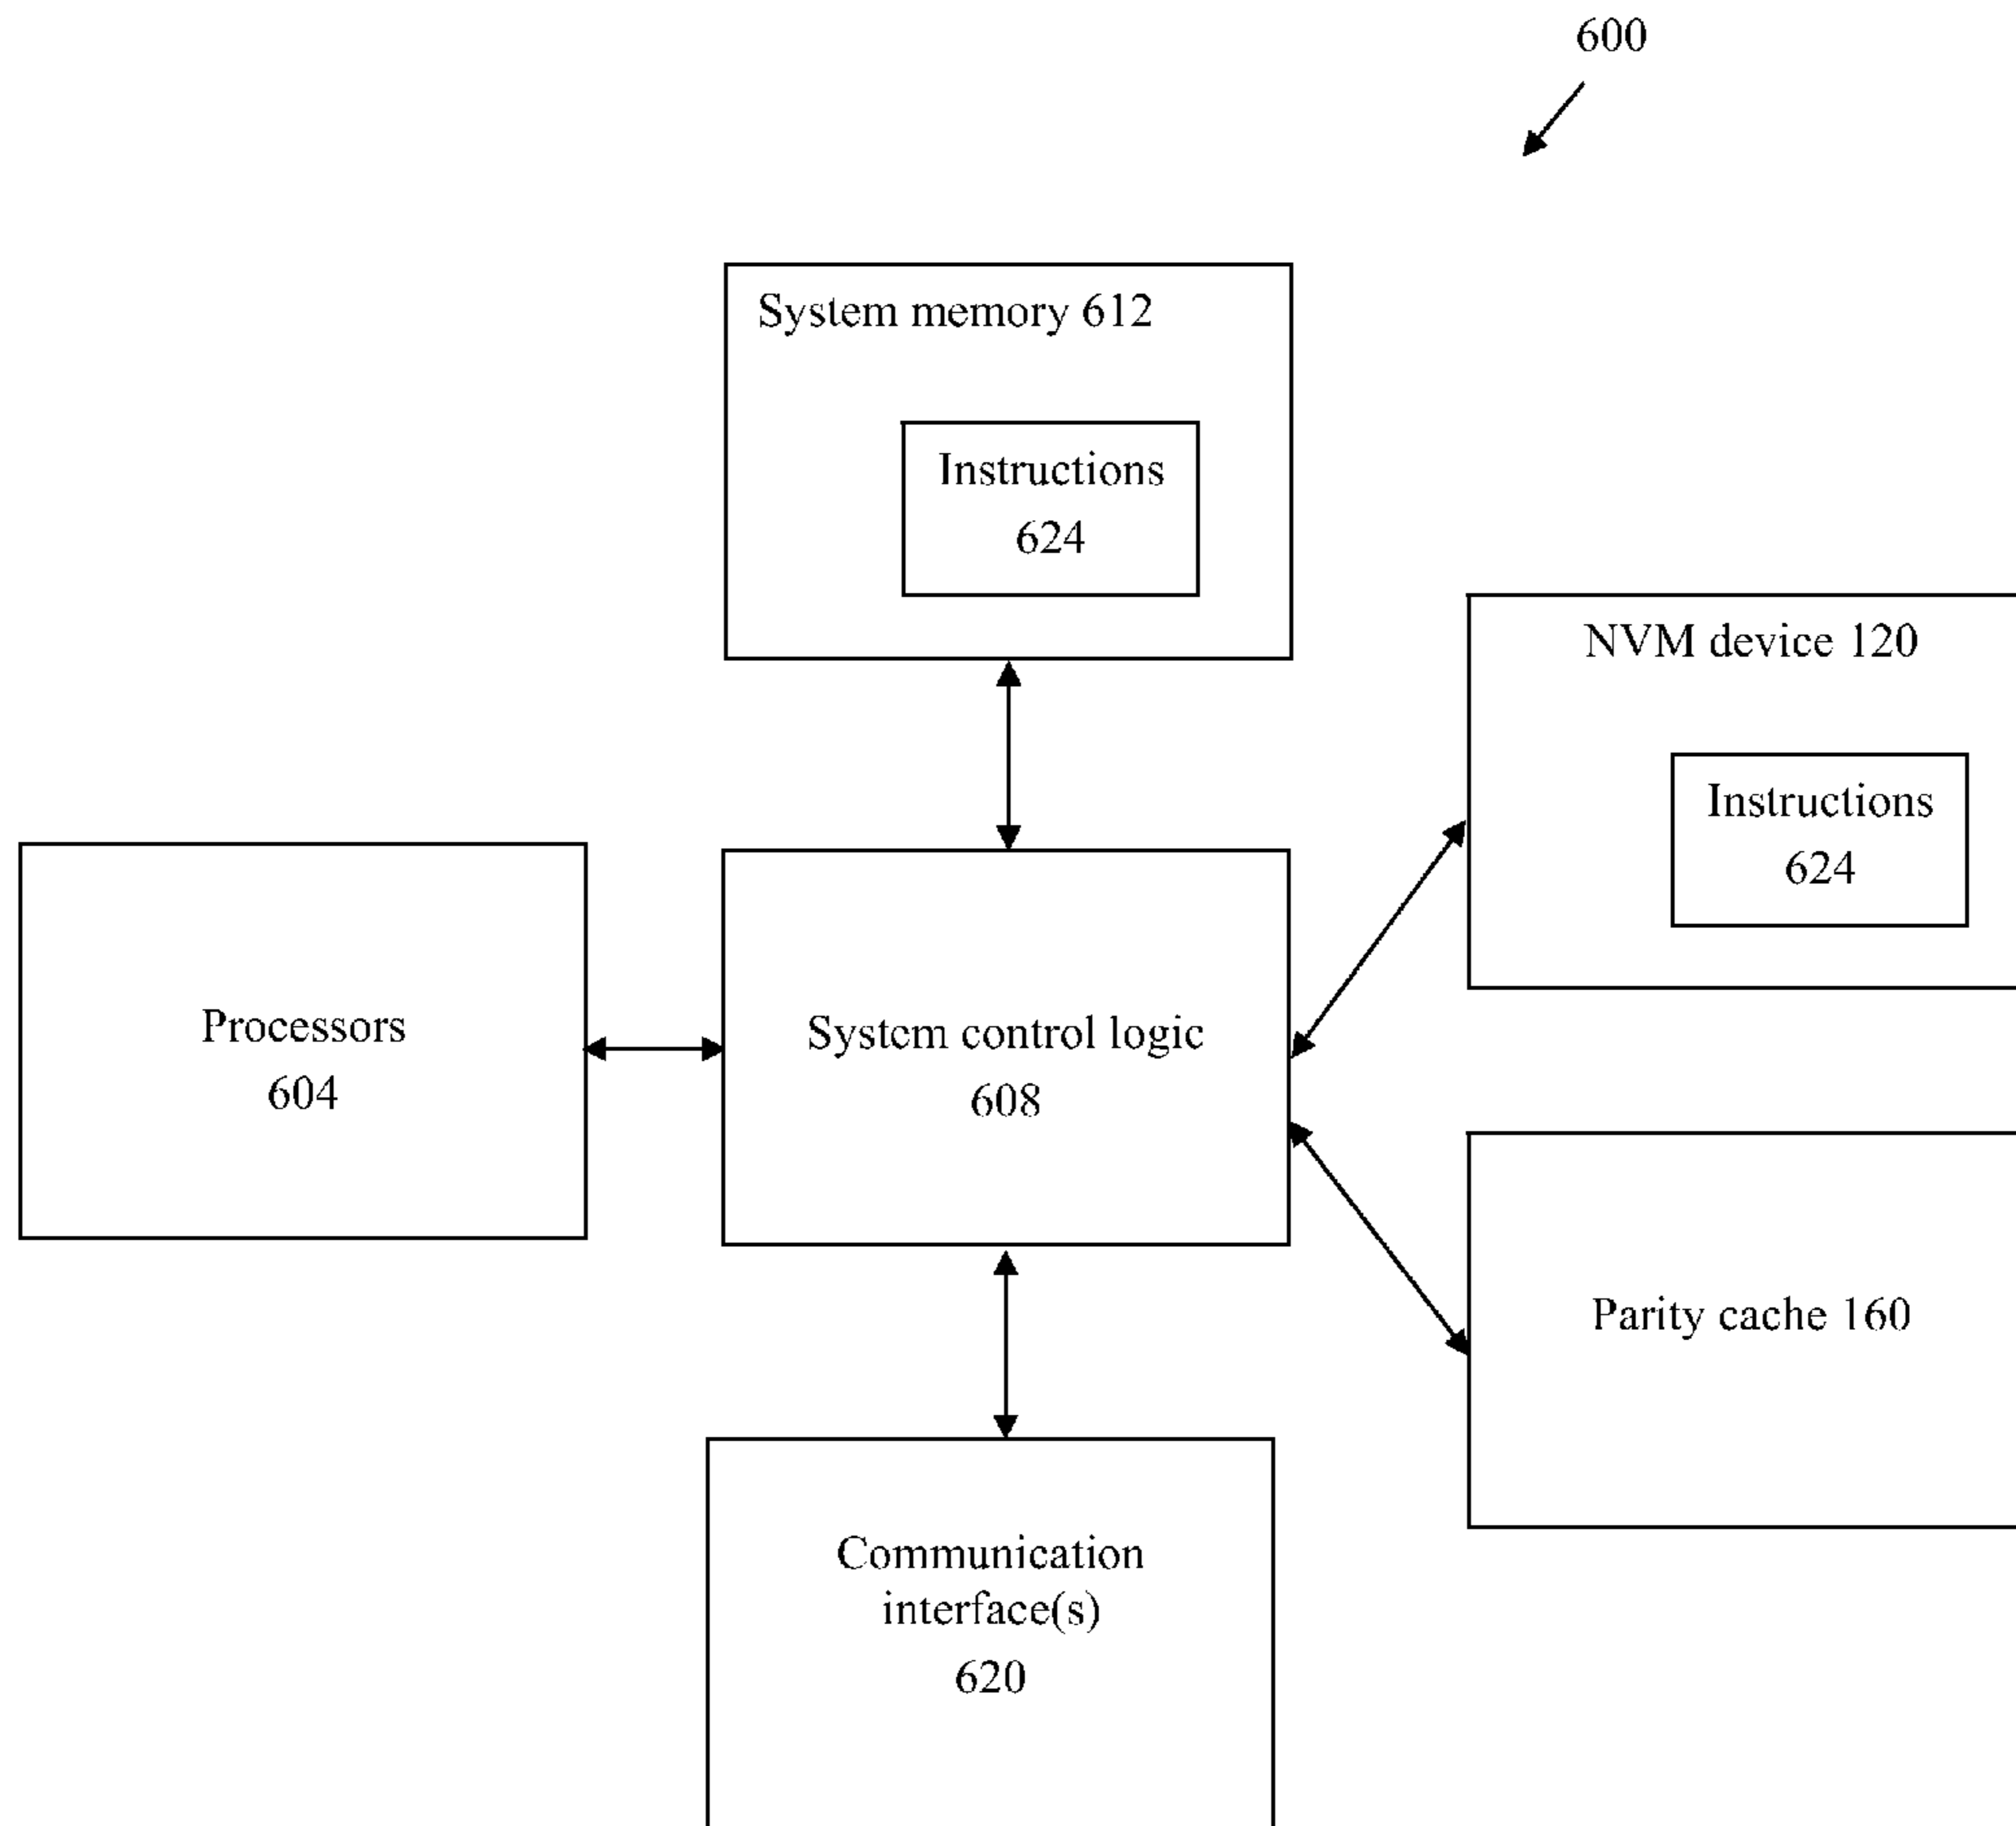 600
System memory 612
Instructions
624
NVM device 120
Instructions
624
Processors
604
System control logic
608
Parity cache 160
Communication
interface(s)
620